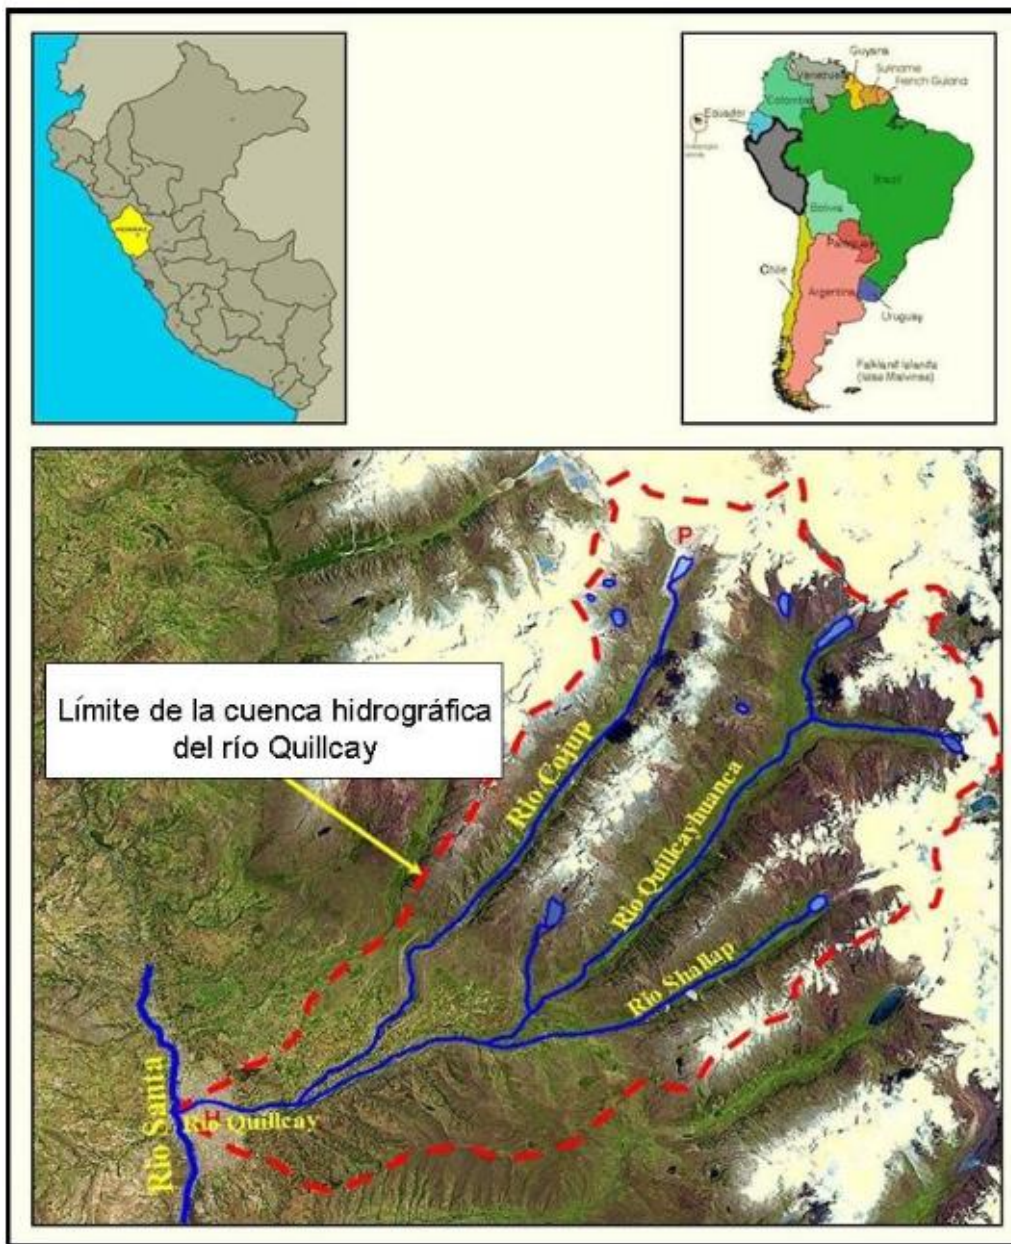 Guyana
Suriname
French Guiana
Venezuela
Colombia
Ecuador
Brazil
Bolivia
Paraguay
Chile
Argentina
Uruguay
Falkland Islands
(Islas Malvinas)
P
Límite de la cuenca hidrográfica
del río Quillcay
Río Cojup
Río Quillcayhuanca
Río Shallap
Río Santa
H
Río Quillcay